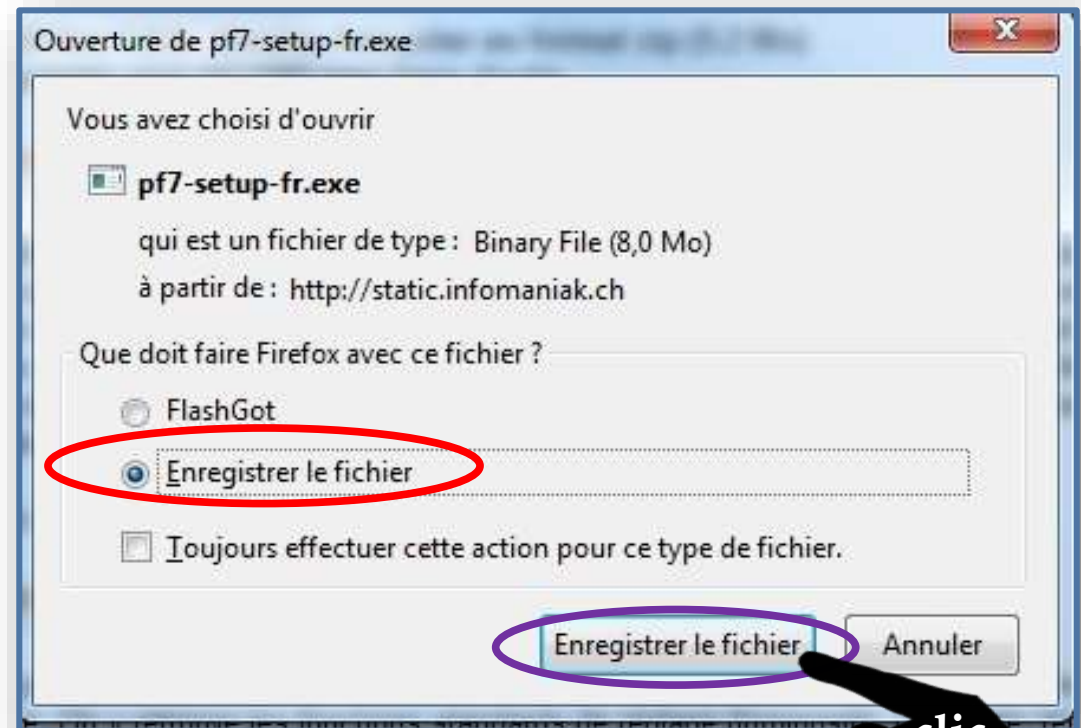 Ouverture de pf7-setup-fr.exe
Vous avez choisi d'ouvrir
pf7-setup-fr.exe
qui est un fichier de type : Binary File (8,0 Mo)
à partir de : http://static.infomaniak.ch
Que doit faire Firefox avec ce fichier ?
FlashGot
Enregistrer le fichier
Toujours effectuer cette action pour ce type de fichier.
Enregistrer le fichier Annuler
clic